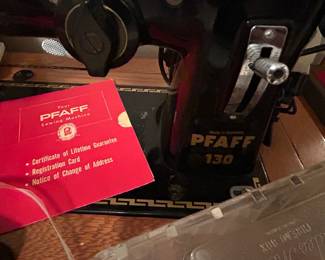 Your
PFAFF
Sewing Machine
• Certificate of Lifetime Guarantee
• Registration Card
• Notice of Change of Address
PFAFF
130